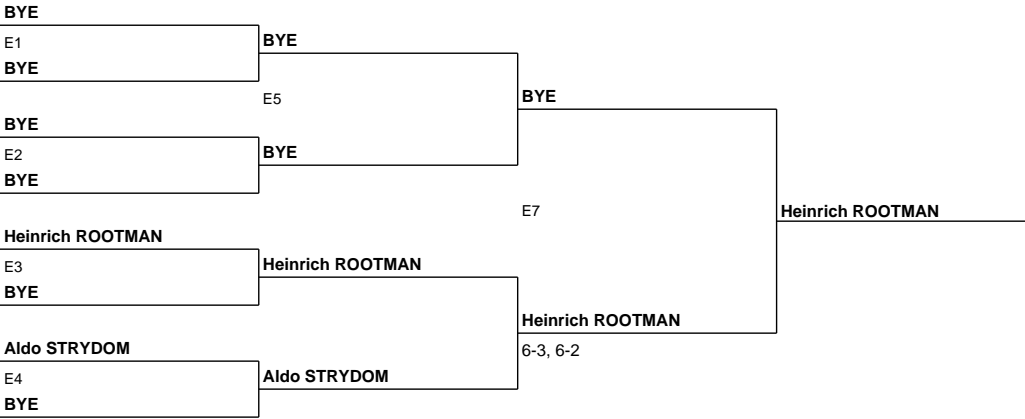 BYE
E1
BYE
BYE
E5
BYE
BYE
E2
BYE
BYE
E7
Heinrich ROOTMAN
Heinrich ROOTMAN
E3
Heinrich ROOTMAN
BYE
Heinrich ROOTMAN
Aldo STRYDOM
6-3, 6-2
E4
Aldo STRYDOM
BYE